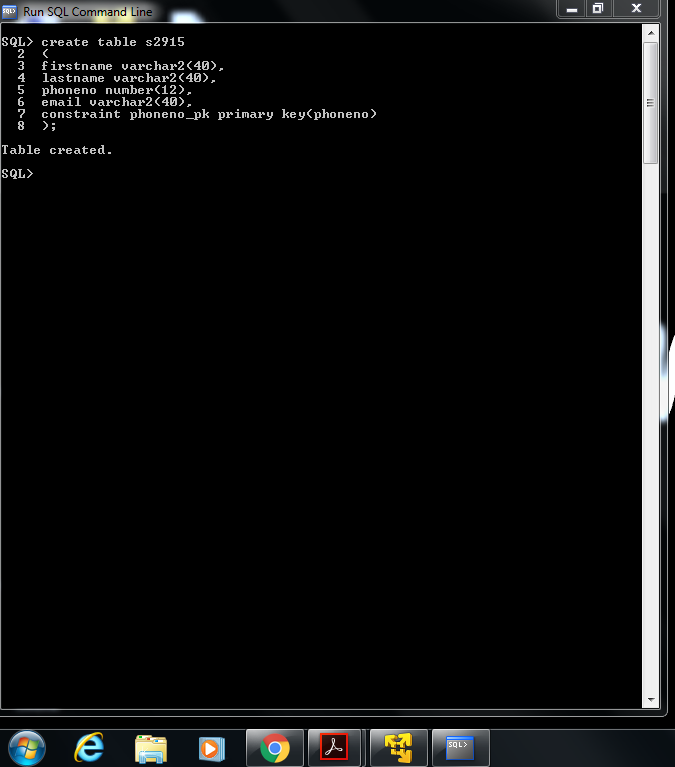 Run SQL Command Line
SQL> create table s2915
2 (
3 firstname varchar2(40),
4 lastname varchar2(40),
5 phoneno number(12),
6 email varchar2(40),
7 constraint phoneno_pk primary key(phoneno)
8 );
Table created.
SQL>
SQL>